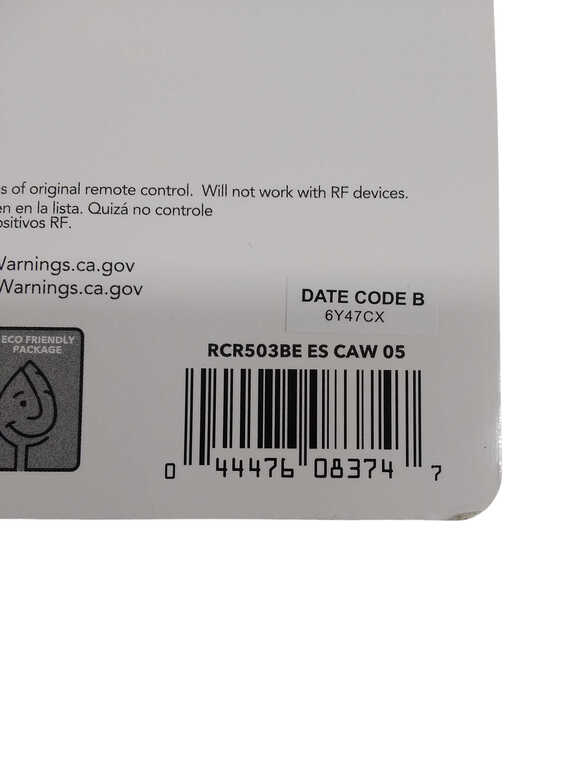 s of original remote control. Will not work with RF devices.
en en la lista. Quizá no controle
ositivos RF.
Warnings.ca.gov
Warnings.ca.gov
DATE CODE B
6Y47CX
ECO FRIENDLY
PACKAGE
RCR503BE ES CAW 05
0 44476 08374 7